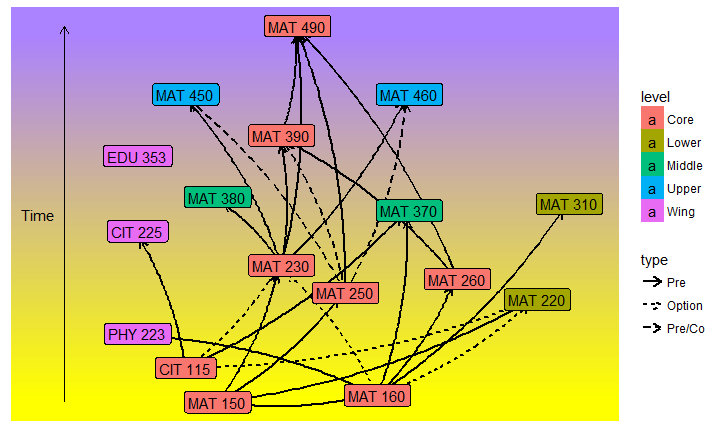 MAT 490
MAT 450
MAT 460
MAT 390
EDU 353
MAT 380
MAT 370
MAT 310
Time
CIT 225
MAT 230
MAT 260
MAT 250
MAT 220
PHY 223
CIT 115
MAT 150
MAT 160
level
a Core
a Lower
a Middle
a Upper
a Wing
type
Pre
Option
Pre/Co